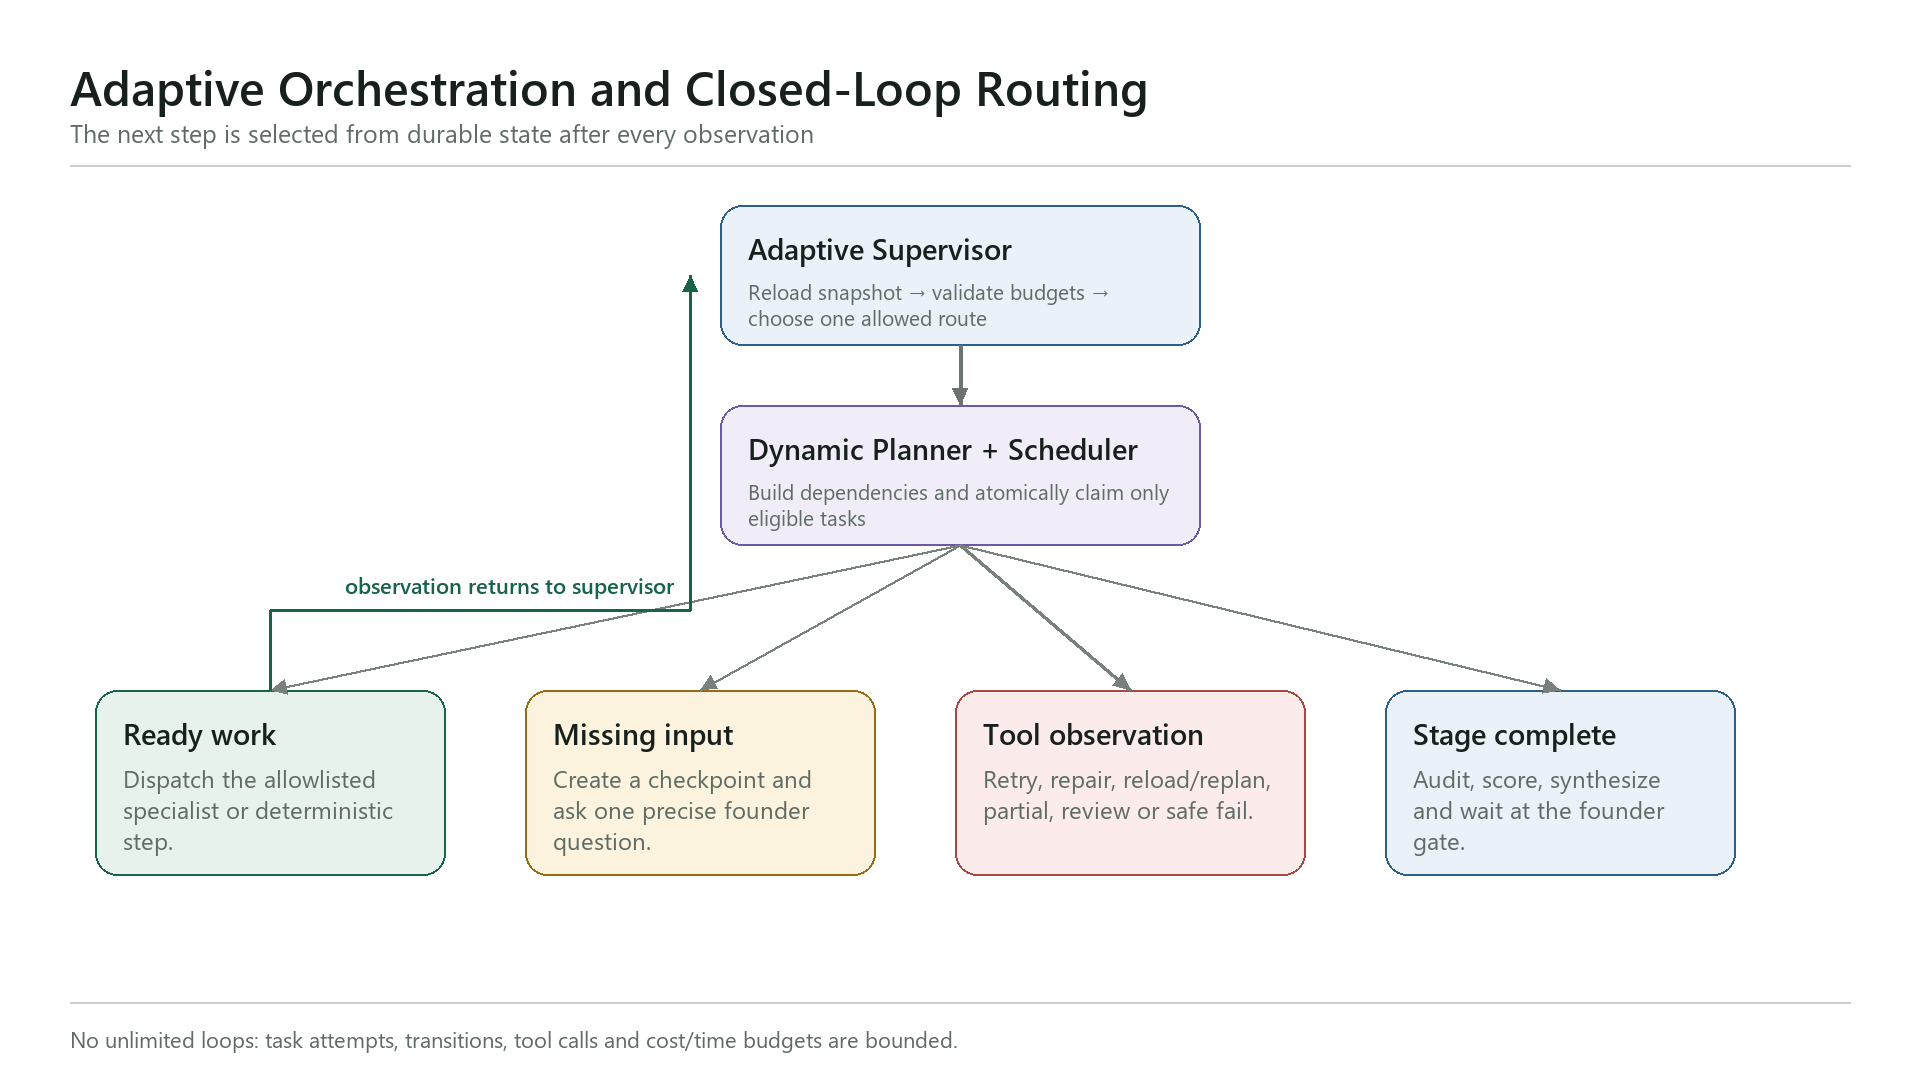 Adaptive Orchestration and Closed-Loop Routing
The next step is selected from durable state after every observation
Adaptive Supervisor
Reload snapshot → validate budgets →
choose one allowed route
Dynamic Planner + Scheduler
Build dependencies and atomically claim only
eligible tasks
observation returns to supervisor
Ready work
Dispatch the allowlisted
specialist or deterministic
step.
Missing input
Create a checkpoint and
ask one precise founder
question.
Tool observation
Retry, repair, reload/replan,
partial, review or safe fail.
Stage complete
Audit, score, synthesize
and wait at the founder
gate.
No unlimited loops: task attempts, transitions, tool calls and cost/time budgets are bounded.